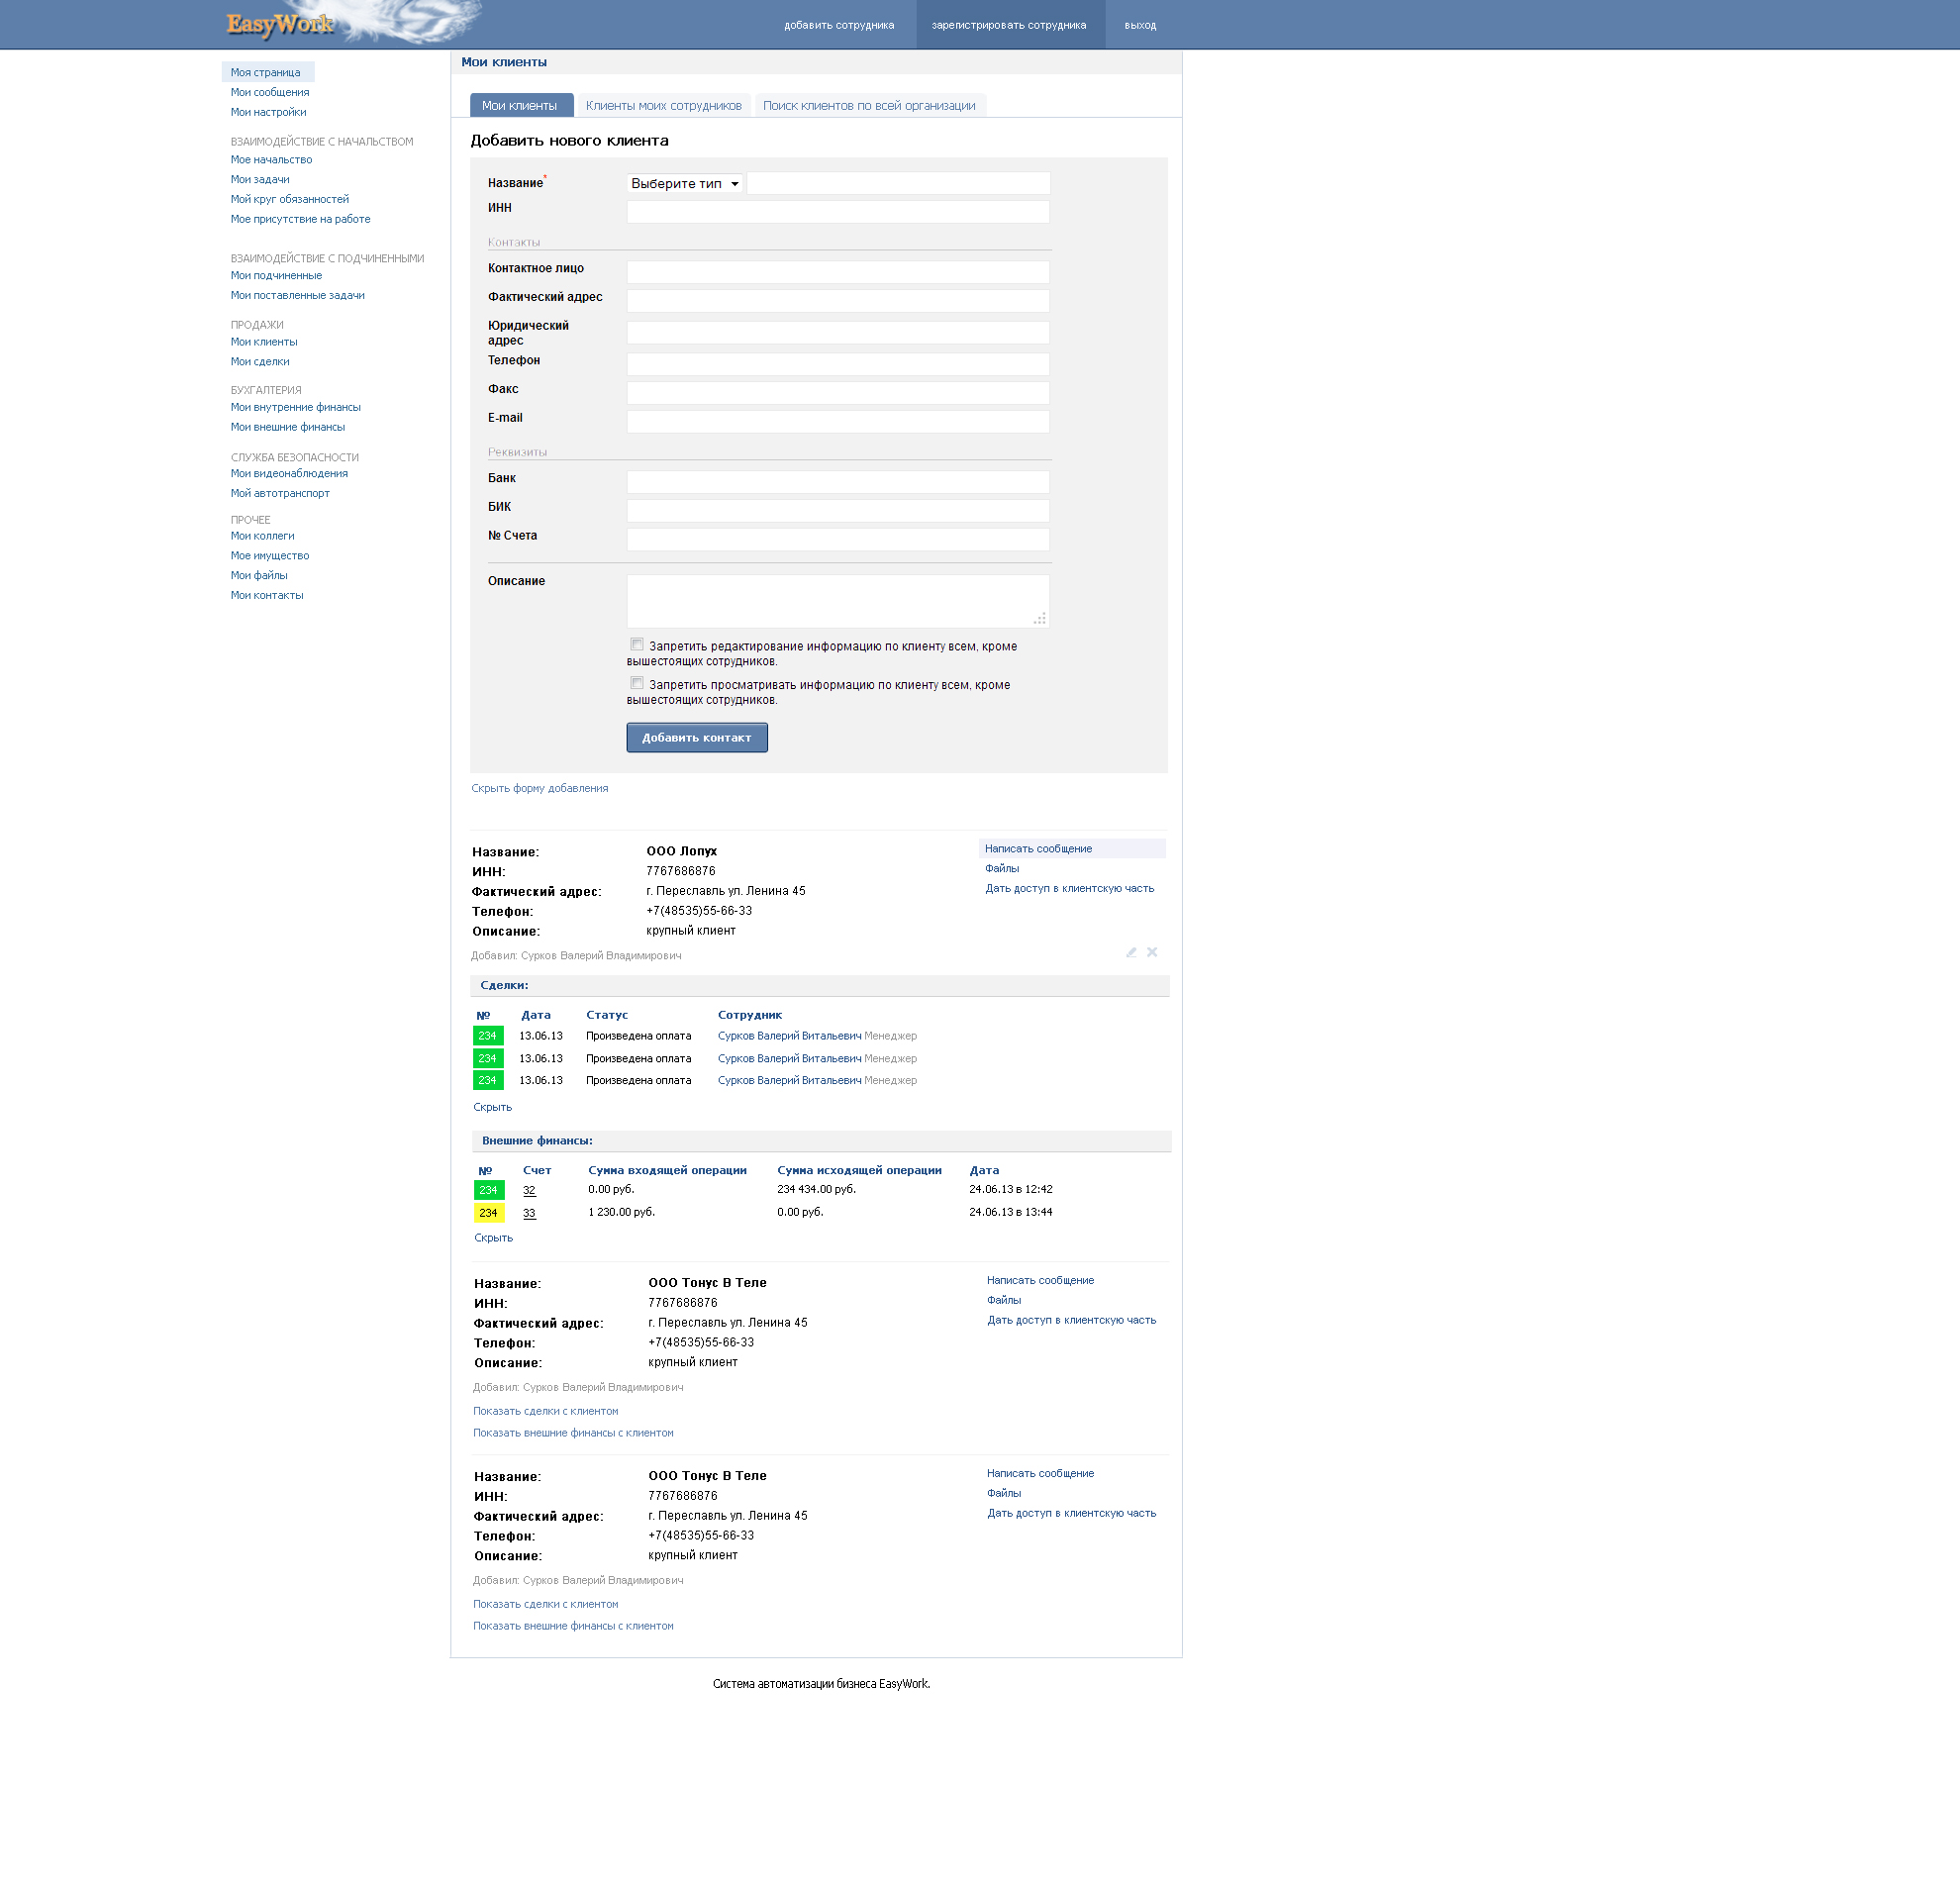 EasyWork
добавить сотрудника
зарегистрировать сотрудника
выход
Моя страница
Мои сообщения
Мои настройки
ВЗАИМОДЕЙСТВИЕ С НАЧАЛЬСТВОМ
Мое начальство
Мои задачи
Мой круг обязанностей
Мое присутствие на работе
ВЗАИМОДЕЙСТВИЕ С ПОДЧИНЕННЫМИ
Мои подчиненные
Мои поставленные задачи
ПРОДАЖИ
Мои клиенты
Мои сделки
БУХГАЛТЕРИЯ
Мои внутренние финансы
Мои внешние финансы
СЛУЖБА БЕЗОПАСНОСТИ
Мои видеонаблюдения
Мой автотранспорт
ПРОЧЕЕ
Мои коллеги
Мое имущество
Мои файлы
Мои контакты
Мои клиенты
Мои клиенты Клиенты моих сотрудников Поиск клиентов по всей организации
Добавить нового клиента
Название* Выберите тип
ИНН
Контакты
Контактное лицо
Фактический адрес
Юридический
адрес
Телефон
Факс
E-mail
Реквизиты
Банк
БИК
№ Счета
Описание
Запретить редактирование информацию по клиенту всем, кроме
вышестоящих сотрудников.
Запретить просматривать информацию по клиенту всем, кроме
вышестоящих сотрудников.
Добавить контакт
Скрыть форму добавления
Название: ООО Лопух
ИНН: 7767686876
Фактический адрес: г. Переславль ул. Ленина 45
Телефон: +7(48535)55-66-33
Описание: крупный клиент
Написать сообщение
Файлы
Дать доступ в клиентскую часть
Добавил: Сурков Валерий Владимирович
Сделки:
№ Дата Статус Сотрудник
234 13.06.13 Произведена оплата Сурков Валерий Витальевич Менеджер
234 13.06.13 Произведена оплата Сурков Валерий Витальевич Менеджер
234 13.06.13 Произведена оплата Сурков Валерий Витальевич Менеджер
Скрыть
Внешние финансы:
№ Счет Сумма входящей операции Сумма исходящей операции Дата
234 32 0.00 руб. 234 434.00 руб. 24.06.13 в 12:42
234 33 1 230.00 руб. 0.00 руб. 24.06.13 в 13:44
Скрыть
Название: ООО Тонус В Теле
ИНН: 7767686876
Фактический адрес: г. Переславль ул. Ленина 45
Телефон: +7(48535)55-66-33
Описание: крупный клиент
Написать сообщение
Файлы
Дать доступ в клиентскую часть
Добавил: Сурков Валерий Владимирович
Показать сделки с клиентом
Показать внешние финансы с клиентом
Название: ООО Тонус В Теле
ИНН: 7767686876
Фактический адрес: г. Переславль ул. Ленина 45
Телефон: +7(48535)55-66-33
Описание: крупный клиент
Написать сообщение
Файлы
Дать доступ в клиентскую часть
Добавил: Сурков Валерий Владимирович
Показать сделки с клиентом
Показать внешние финансы с клиентом
Система автоматизации бизнеса EasyWork.